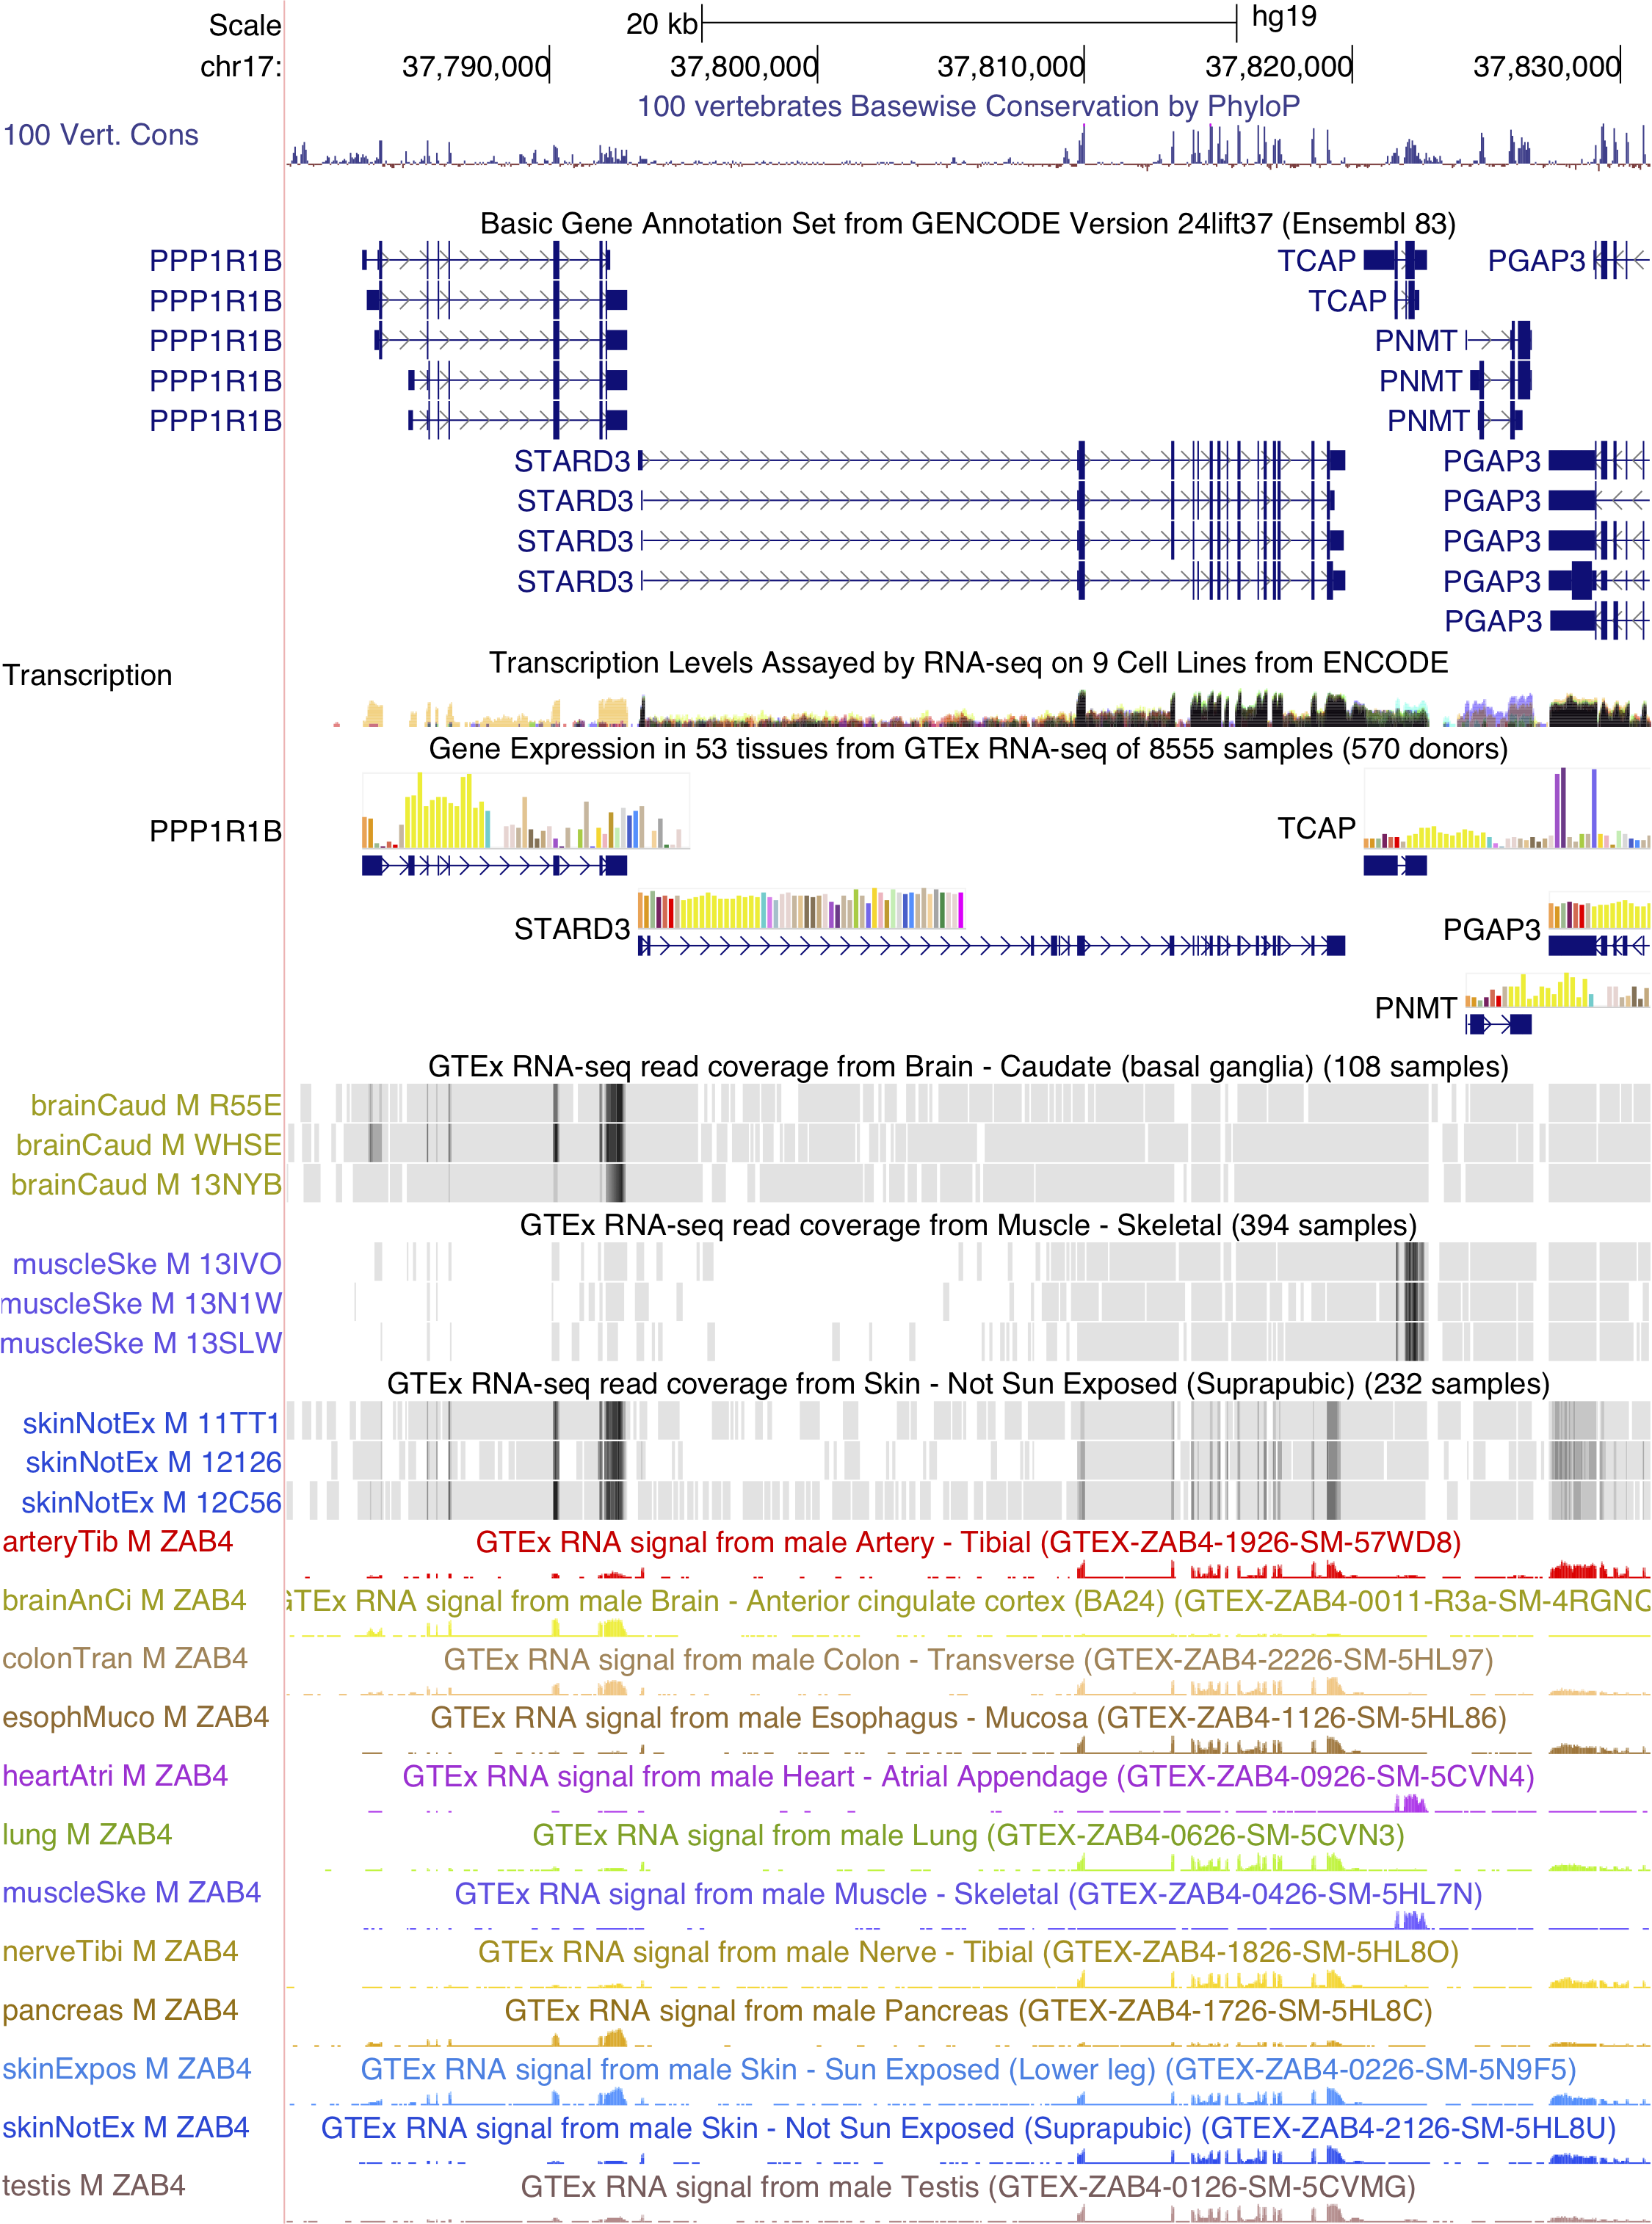 Scale 20 kb hg19
chr17: 37,790,000 37,800,000 37,810,000 37,820,000 37,830,000
100 vertebrates Basewise Conservation by PhyloP
100 Vert. Cons
Basic Gene Annotation Set from GENCODE Version 24lift37 (Ensembl 83)
PPP1R1B TCAP PGAP3
PPP1R1B TCAP
PPP1R1B PNMT
PPP1R1B PNMT
PPP1R1B PNMT
STARD3 PGAP3
STARD3 PGAP3
STARD3 PGAP3
STARD3 PGAP3
PGAP3
Transcription Levels Assayed by RNA-seq on 9 Cell Lines from ENCODE
Transcription
Gene Expression in 53 tissues from GTEx RNA-seq of 8555 samples (570 donors)
PPP1R1B TCAP
STARD3 PGAP3
PNMT
GTEx RNA-seq read coverage from Brain - Caudate (basal ganglia) (108 samples)
brainCaud M R55E
brainCaud M WHSE
brainCaud M 13NYB
GTEx RNA-seq read coverage from Muscle - Skeletal (394 samples)
muscleSke M 13IVO
muscleSke M 13N1W
muscleSke M 13SLW
GTEx RNA-seq read coverage from Skin - Not Sun Exposed (Suprapubic) (232 samples)
skinNotEx M 11TT1
skinNotEx M 12126
skinNotEx M 12C56
arteryTib M ZAB4 GTEx RNA signal from male Artery - Tibial (GTEX-ZAB4-1926-SM-57WD8)
brainAnCi M ZAB4 GTEx RNA signal from male Brain - Anterior cingulate cortex (BA24) (GTEX-ZAB4-0011-R3a-SM-4RGNC
colonTran M ZAB4 GTEx RNA signal from male Colon - Transverse (GTEX-ZAB4-2226-SM-5HL97)
esophMuco M ZAB4 GTEx RNA signal from male Esophagus - Mucosa (GTEX-ZAB4-1126-SM-5HL86)
heartAtri M ZAB4 GTEx RNA signal from male Heart - Atrial Appendage (GTEX-ZAB4-0926-SM-5CVN4)
lung M ZAB4 GTEx RNA signal from male Lung (GTEX-ZAB4-0626-SM-5CVN3)
muscleSke M ZAB4 GTEx RNA signal from male Muscle - Skeletal (GTEX-ZAB4-0426-SM-5HL7N)
nerveTibi M ZAB4 GTEx RNA signal from male Nerve - Tibial (GTEX-ZAB4-1826-SM-5HL8O)
pancreas M ZAB4 GTEx RNA signal from male Pancreas (GTEX-ZAB4-1726-SM-5HL8C)
skinExpos M ZAB4 GTEx RNA signal from male Skin - Sun Exposed (Lower leg) (GTEX-ZAB4-0226-SM-5N9F5)
skinNotEx M ZAB4 GTEx RNA signal from male Skin - Not Sun Exposed (Suprapubic) (GTEX-ZAB4-2126-SM-5HL8U)
testis M ZAB4 GTEx RNA signal from male Testis (GTEX-ZAB4-0126-SM-5CVMG)